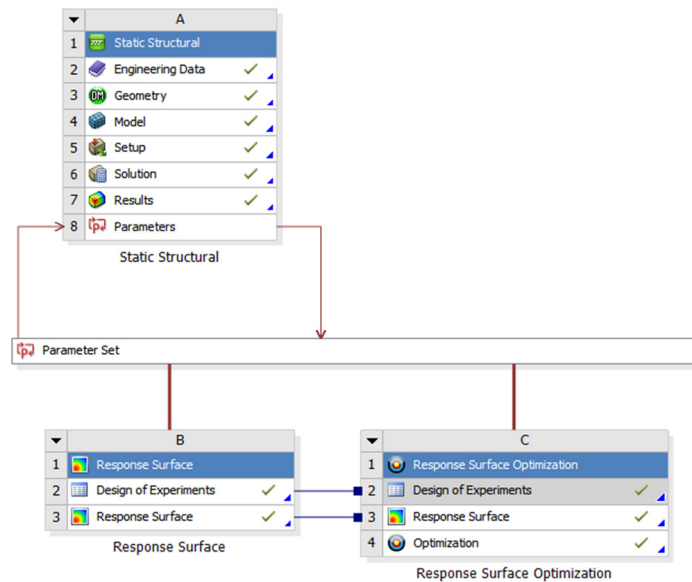 A
1 Static Structural
2 Engineering Data
3 Geometry
4 Model
5 Setup
6 Solution
7 Results
8 Parameters
Static Structural
Parameter Set
B
1 Response Surface
2 Design of Experiments
3 Response Surface
Response Surface
C
1 Response Surface Optimization
2 Design of Experiments
3 Response Surface
4 Optimization
Response Surface Optimization